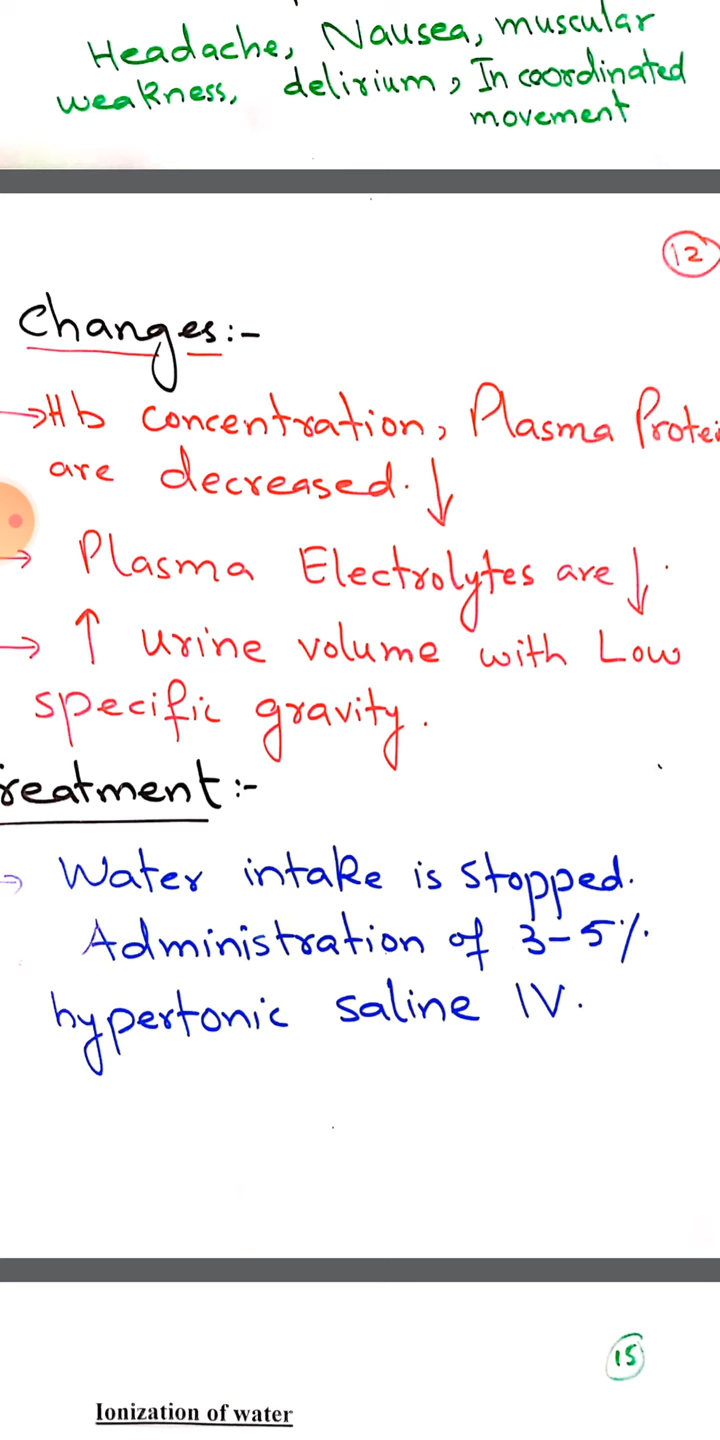 Headache, Nausea, muscular
weakness, delirium, In coordinated
movement
12
Changes:-
→ Hb concentration, Plasma Protei
are decreased. ↓
→ Plasma Electrolytes are ↓.
→ ↑ urine volume with Low
specific gravity.
reatment:-
→ Water intake is stopped.
Administration of 3-5%
hypertonic saline IV.
15
Ionization of water